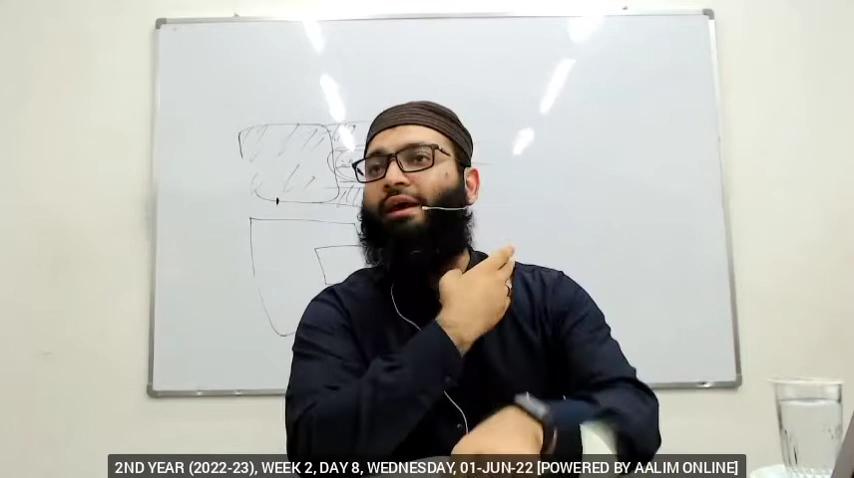 2ND YEAR (2022-23), WEEK 2, DAY 8, WEDNESDAY, 01-JUN-22 [POWERED BY AALIM ONLINE]